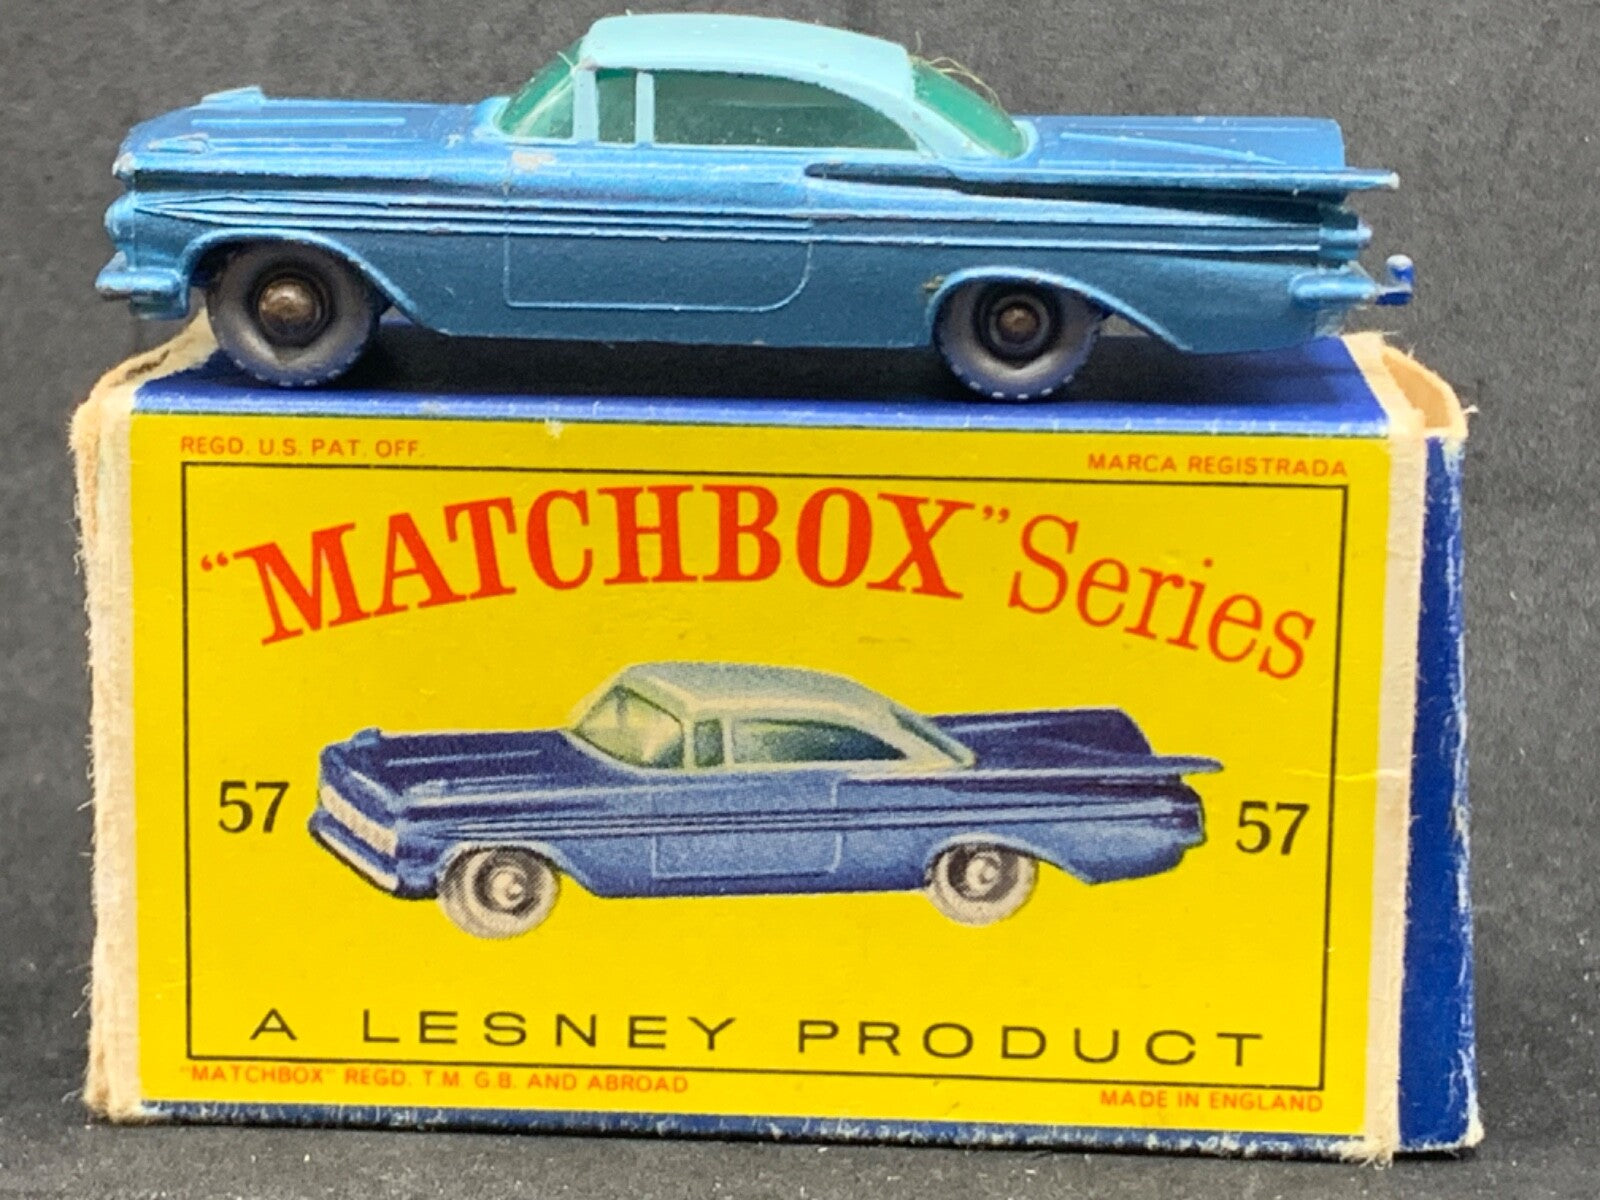 REGD. U.S. PAT. OFF.
MARCA REGISTRADA
“MATCHBOX” Series
57
57
A LESNEY PRODUCT
"MATCHBOX" REGD. T.M. G.B. AND ABROAD
MADE IN ENGLAND